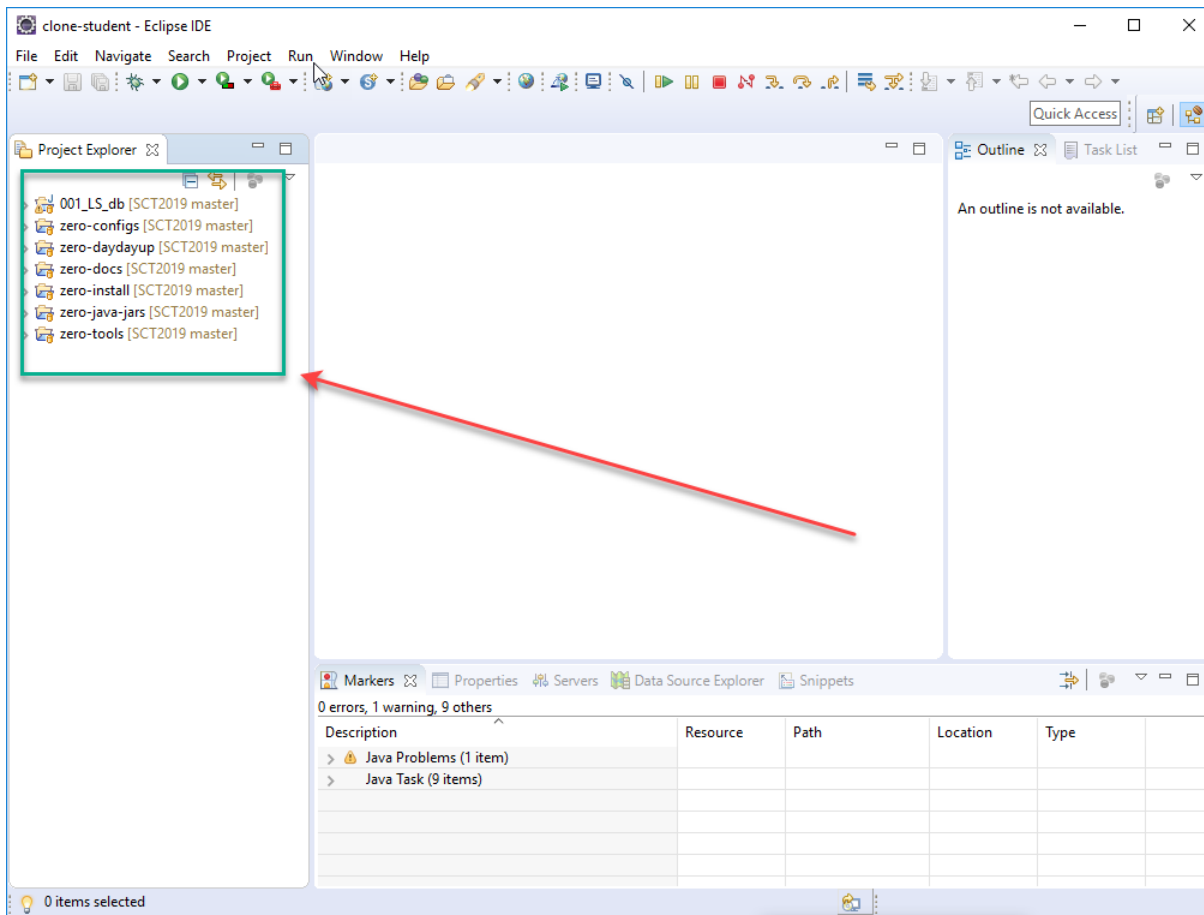 clone-student - Eclipse IDE
File Edit Navigate Search Project Run Window Help
Quick Access
Project Explorer
001_LS_db [SCT2019 master]
zero-configs [SCT2019 master]
zero-daydayup [SCT2019 master]
zero-docs [SCT2019 master]
zero-install [SCT2019 master]
zero-java-jars [SCT2019 master]
zero-tools [SCT2019 master]
Outline Task List
An outline is not available.
Markers Properties Servers Data Source Explorer Snippets
0 errors, 1 warning, 9 others
Description Resource Path Location Type
Java Problems (1 item)
Java Task (9 items)
0 items selected